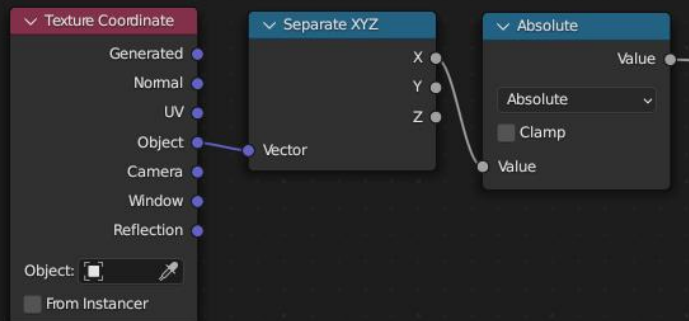 Texture Coordinate
Generated
Normal
UV
Object
Camera
Window
Reflection
Object:
From Instancer
Separate XYZ
X
Y
Z
Vector
Absolute
Value
Absolute
Clamp
Value